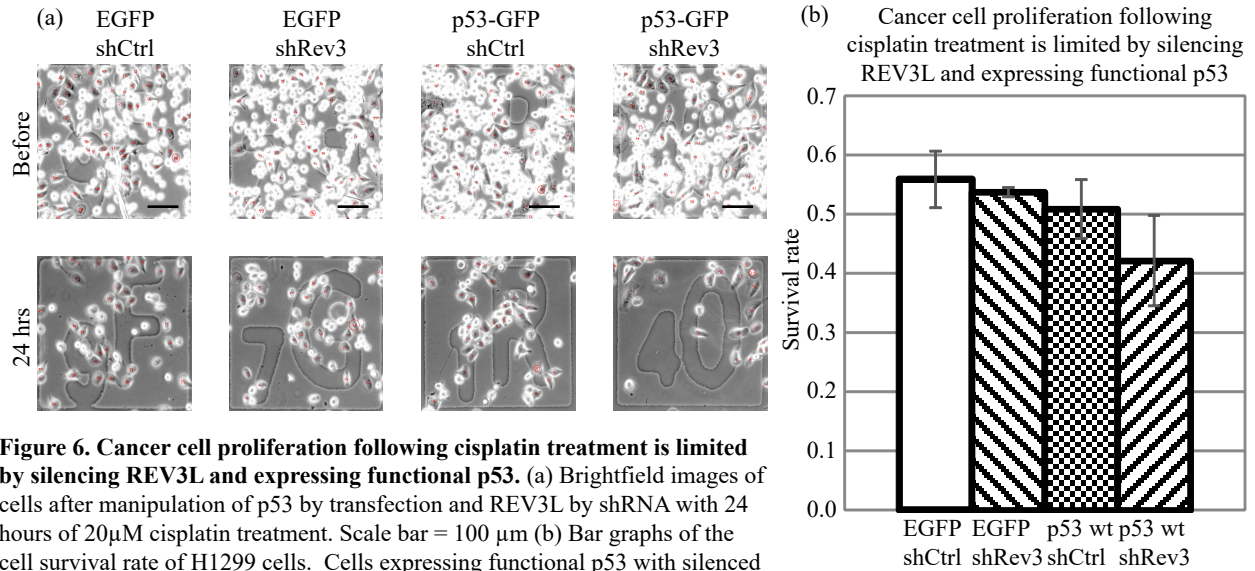 (a)
EGFP
shCtrl
EGFP
shRev3
p53-GFP
shCtrl
p53-GFP
shRev3
Before
24 hrs
Figure 6. Cancer cell proliferation following cisplatin treatment is limited
by silencing REV3L and expressing functional p53. (a) Brightfield images of
cells after manipulation of p53 by transfection and REV3L by shRNA with 24
hours of 20μM cisplatin treatment. Scale bar = 100 μm (b) Bar graphs of the
cell survival rate of H1299 cells. Cells expressing functional p53 with silenced
(b)
Cancer cell proliferation following
cisplatin treatment is limited by silencing
REV3L and expressing functional p53
Survival rate
0.7
0.6
0.5
0.4
0.3
0.2
0.1
0.0
EGFP EGFP p53 wt p53 wt
shCtrl shRev3 shCtrl shRev3